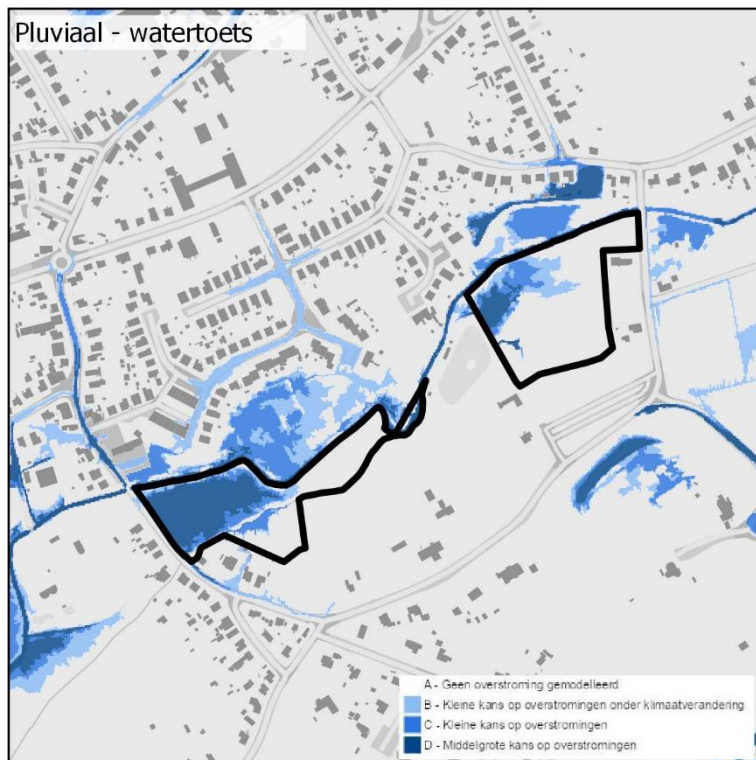 Pluviaal - watertoets
A - Geen overstroming gemodelleerd
B - Kleine kans op overstromingen onder klimaatverandering
C - Kleine kans op overstromingen
D - Middelgrote kans op overstromingen